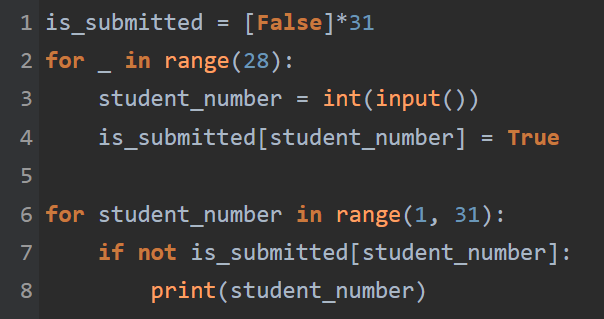 1 is_submitted = [False]*31
2 for _ in range(28):
3     student_number = int(input())
4     is_submitted[student_number] = True
5
6 for student_number in range(1, 31):
7     if not is_submitted[student_number]:
8         print(student_number)